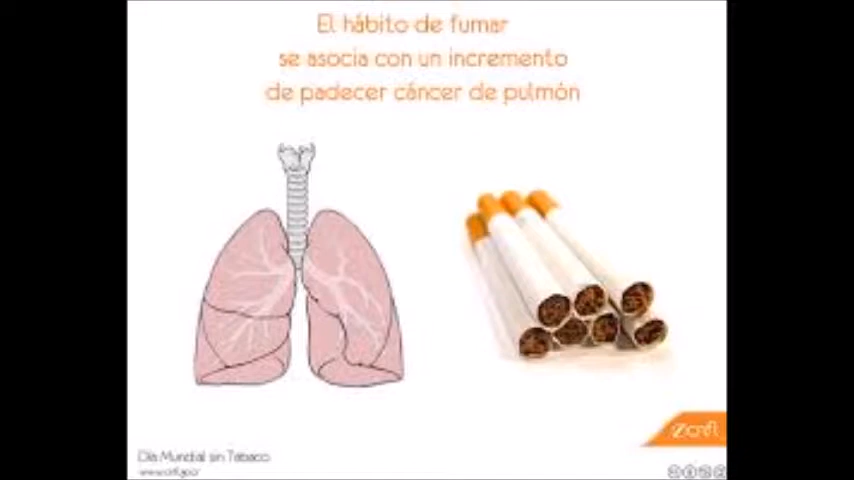 El hábito de fumar
se asocia con un incremento
de padecer cáncer de pulmón
Día Mundial sin Tabaco